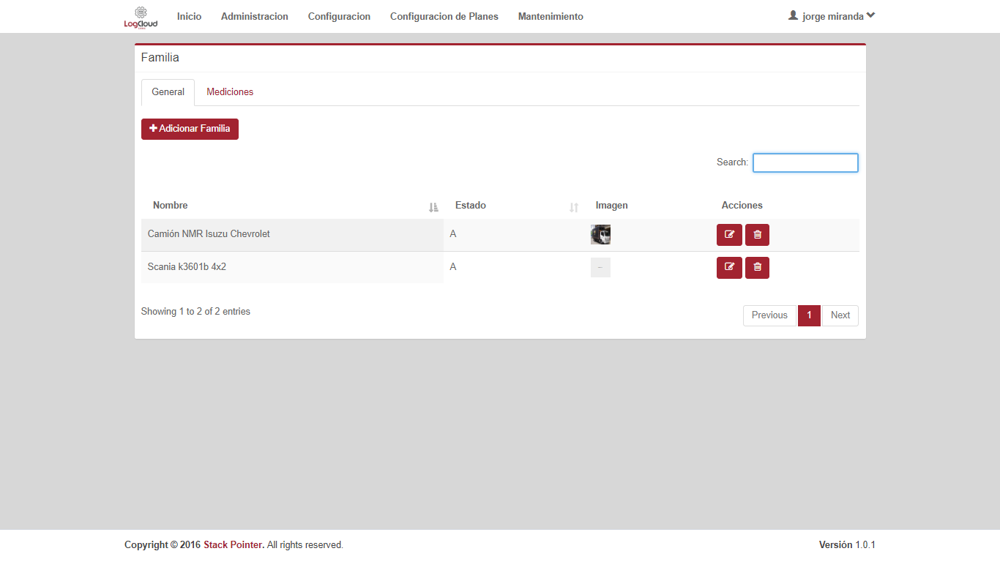 LogCloud
Inicio Administracion Configuracion Configuracion de Planes Mantenimiento jorge miranda
Familia
General Mediciones
Adicionar Familia
Search:
Nombre Estado Imagen Acciones
Camión NMR Isuzu Chevrolet A
Scania k3601b 4x2 A
Showing 1 to 2 of 2 entries
Previous 1 Next
Copyright © 2016 Stack Pointer. All rights reserved. Versión 1.0.1